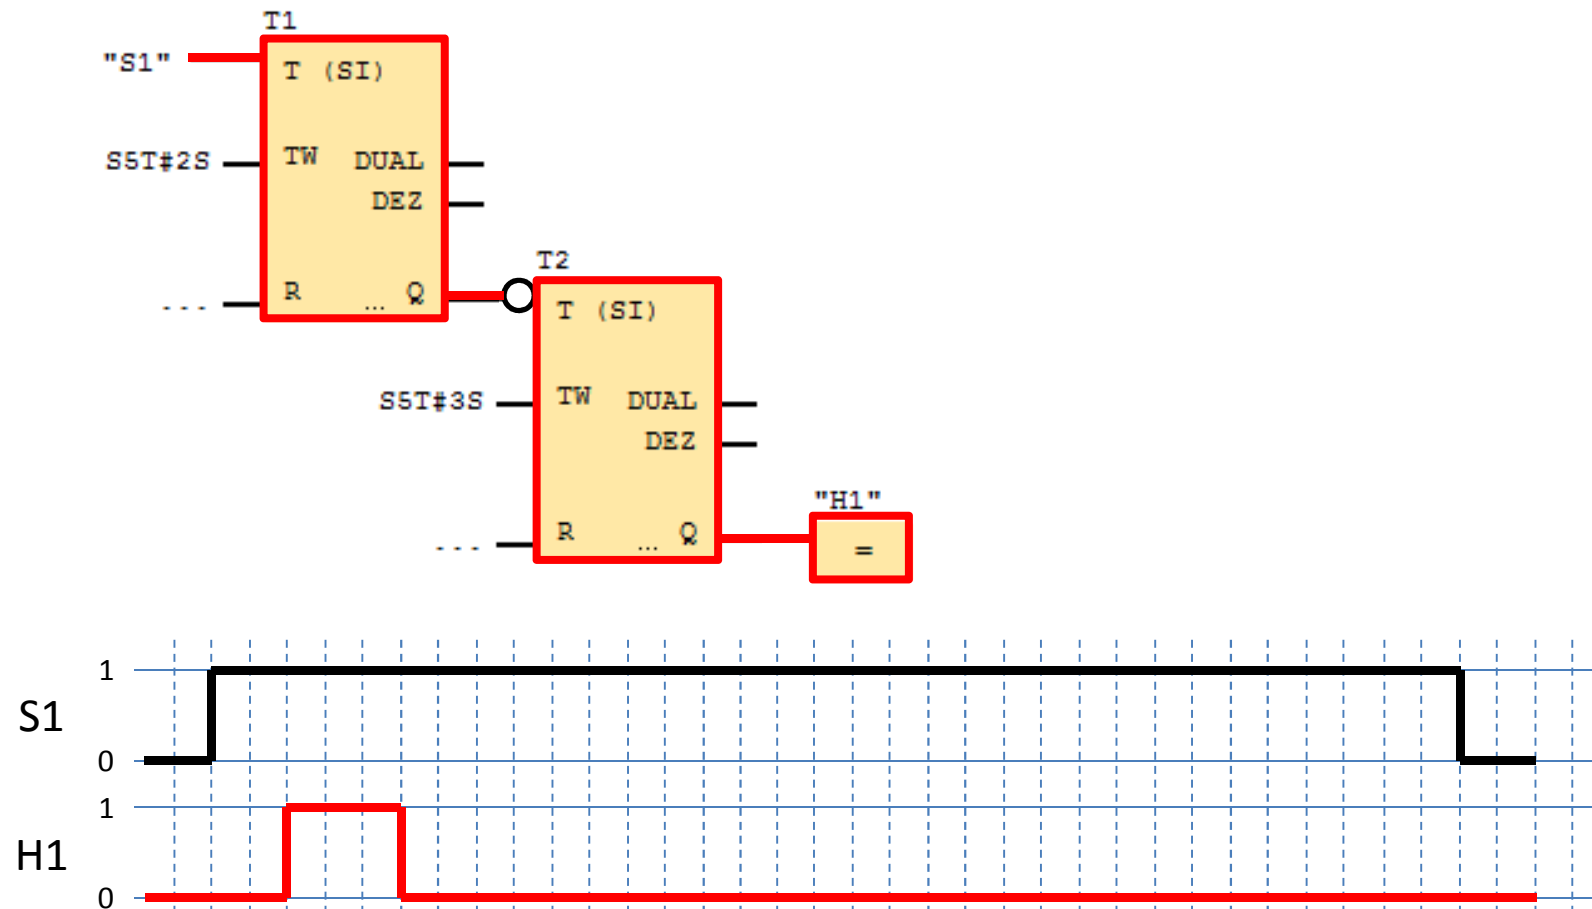 T1
"S1"
T (SI)
S5T#2S
TW DUAL
DEZ
--- R ... Q
T2
T (SI)
S5T#3S
TW DUAL
DEZ
"H1"
--- R ... Q
=
1
S1
0
1
H1
0